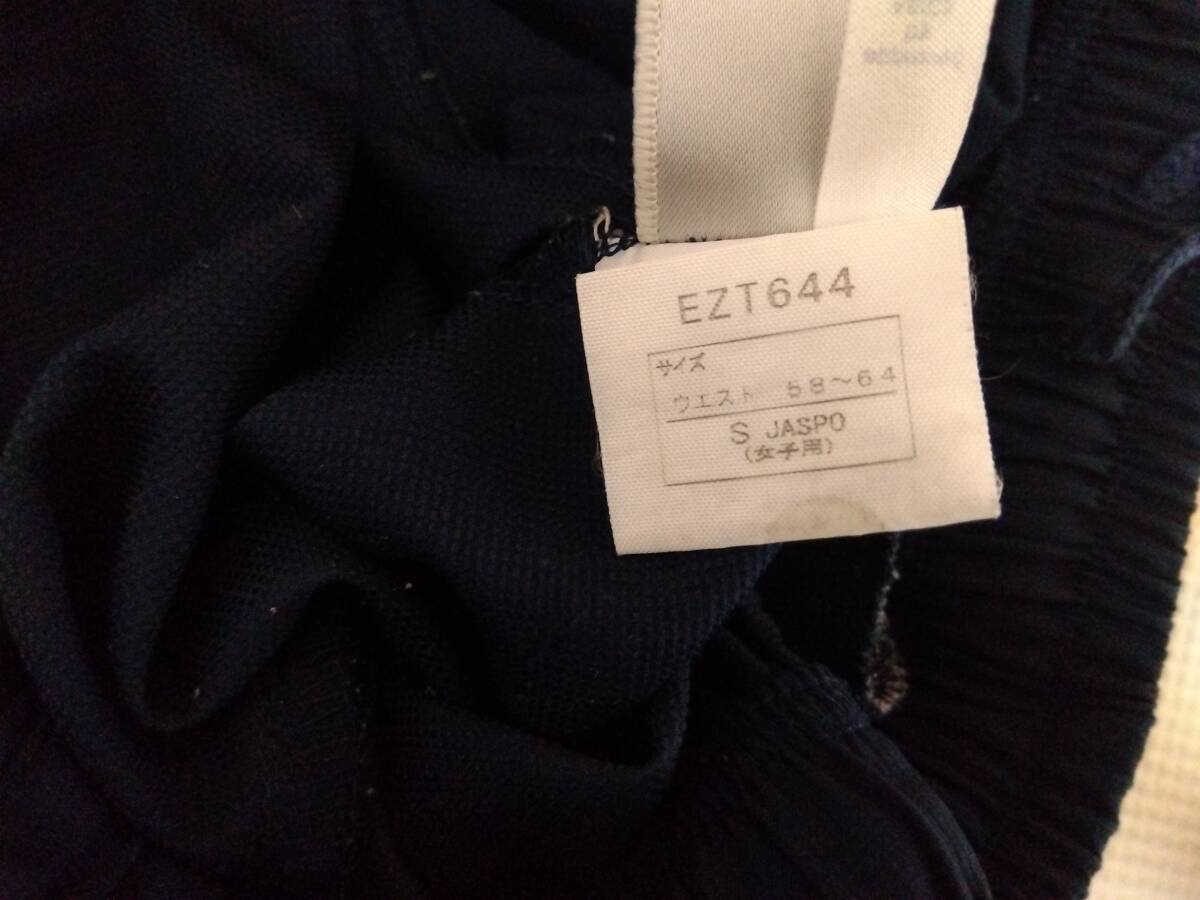 EZT644
サイズ
ウエスト 58～64
S JASPO
(女子用)